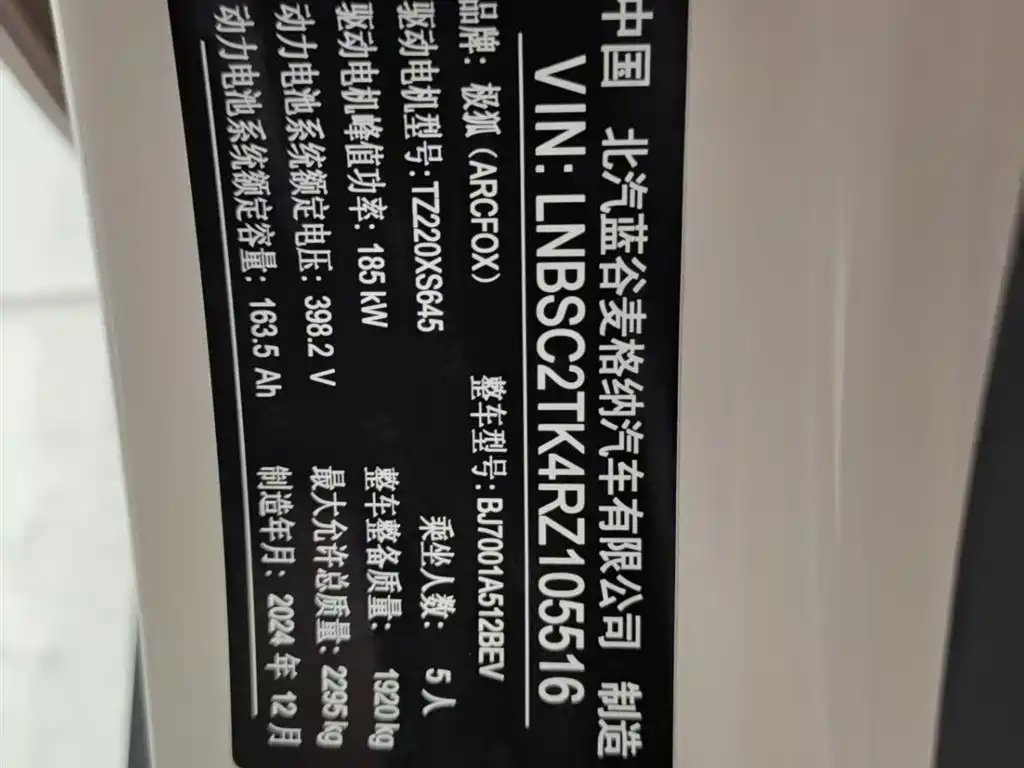 中国 北汽蓝谷麦格纳汽车有限公司 制造
VIN: LNBSC2TK4RZ105516
品牌: 极狐 (ARCFOX) 整车型号: BJ7001A512BEV
驱动电机型号: TZ220XS645 乘坐人数: 5 人
驱动电机峰值功率: 185 kW 整车整备质量: 1920 kg
动力电池系统额定电压: 398.2 V 最大允许总质量: 2295 kg
动力电池系统额定容量: 163.5 Ah 制造年月: 2024 年 12 月